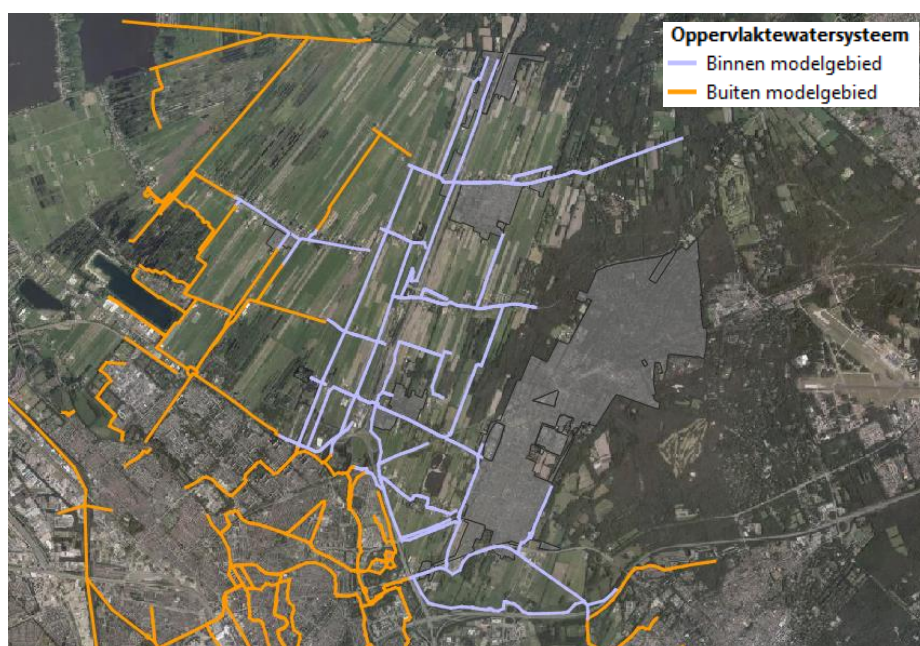 Oppervlaktewatersysteem
Binnen modelgebied
Buiten modelgebied